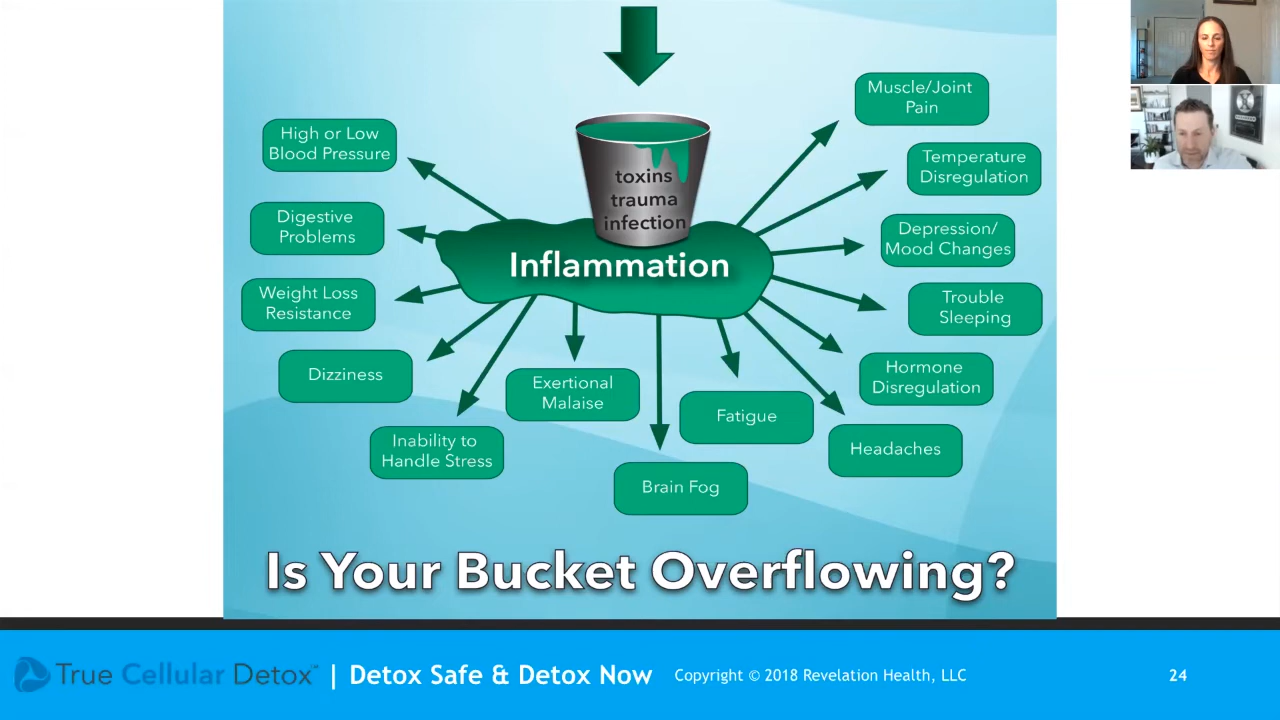 High or Low
Blood Pressure
Digestive
Problems
Weight Loss
Resistance
Dizziness
Inability to
Handle Stress
Exertional
Malaise
Brain Fog
Fatigue
Headaches
Hormone
Disregulation
Trouble
Sleeping
Depression/
Mood Changes
Temperature
Disregulation
Muscle/Joint
Pain
toxins
trauma
infection
Inflammation
Is Your Bucket Overflowing?
True Cellular Detox™ | Detox Safe & Detox Now Copyright © 2018 Revelation Health, LLC 24